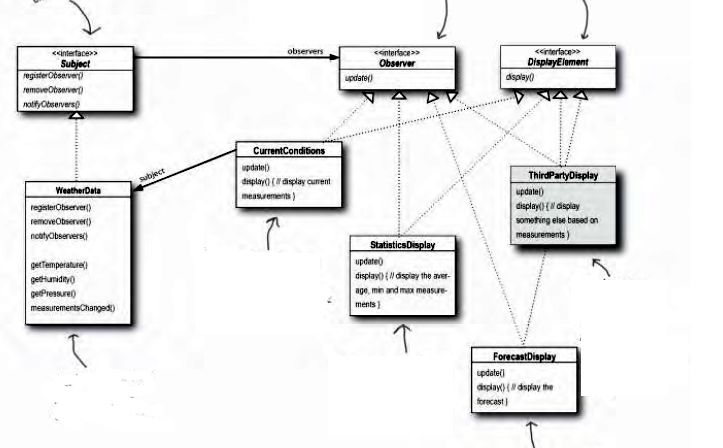 <<interface>>
Subject
registerObserver()
removeObserver()
notifyObservers()
observers
<<interface>>
Observer
update()
<<interface>>
DisplayElement
display()
subject
WeatherData
registerObserver()
removeObserver()
notifyObservers()
getTemperature()
getHumidity()
getPressure()
measurementsChanged()
CurrentConditions
update()
display() { // display current
measurements }
StatisticsDisplay
update()
display() { // display the aver-
age, min and max measure-
ments }
ThirdPartyDisplay
update()
display() { // display
something else based on
measurements }
ForecastDisplay
update()
display() { // display the
forecast }